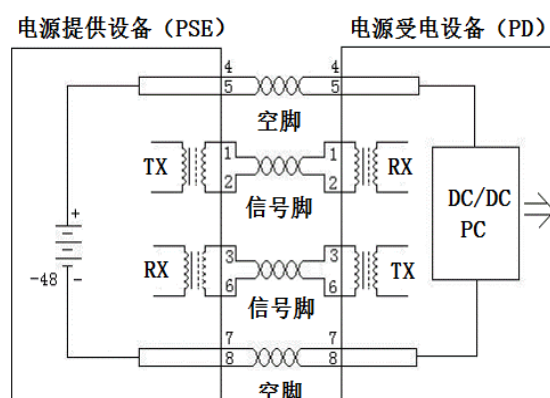 电源提供设备（PSE） 电源受电设备（PD）
4 4
5 5
空脚
TX 1 1 RX
2 2
信号脚
DC/DC
PC
+
-48 -
RX 3 3 TX
6 6
信号脚
7 7
8 8
空脚